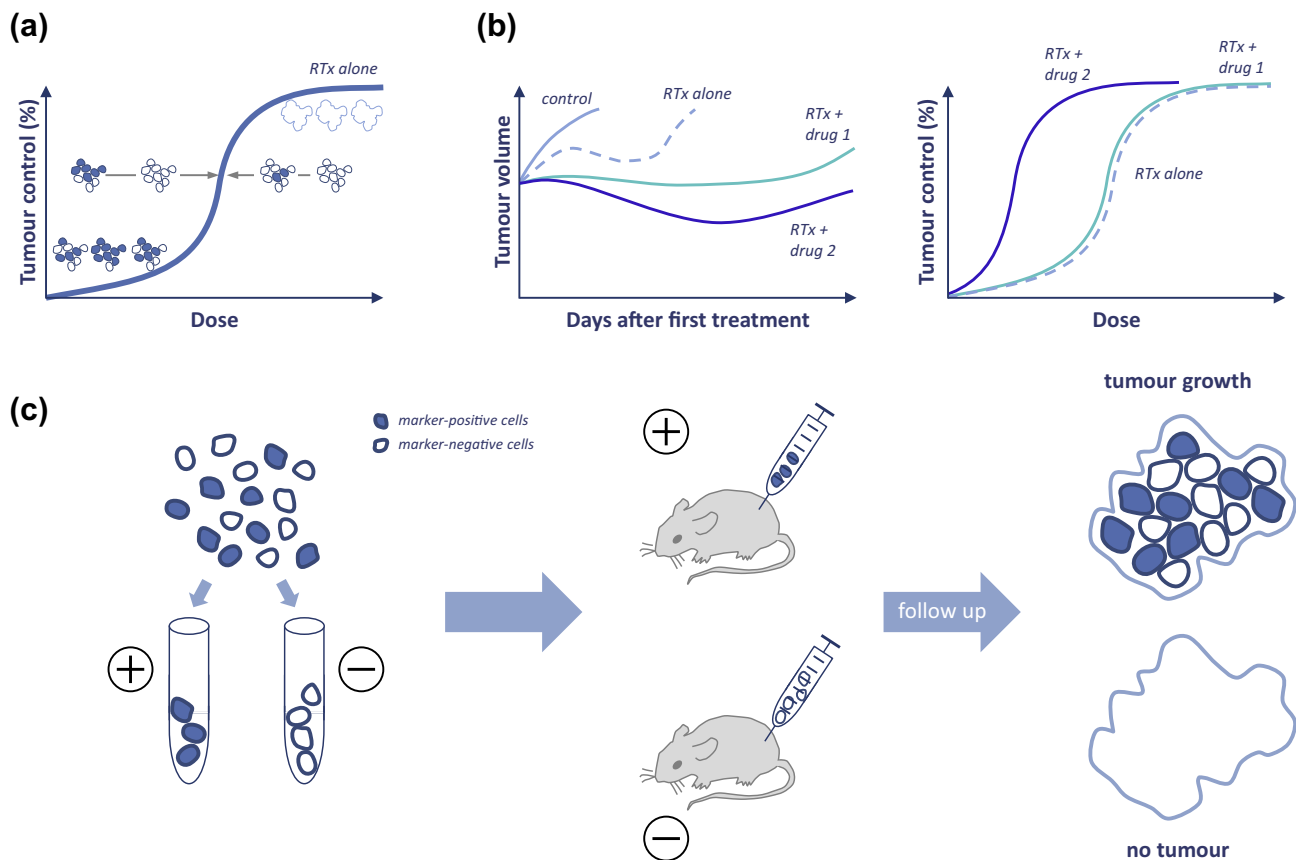 (a)
Tumour control (%)
RTx alone
Dose
(b)
Tumour volume
control
RTx alone
RTx +
drug 1
RTx +
drug 2
Days after first treatment
Tumour control (%)
RTx +
drug 2
RTx +
drug 1
RTx alone
Dose
(c)
marker-positive cells
marker-negative cells
+
−
+
−
follow up
tumour growth
no tumour